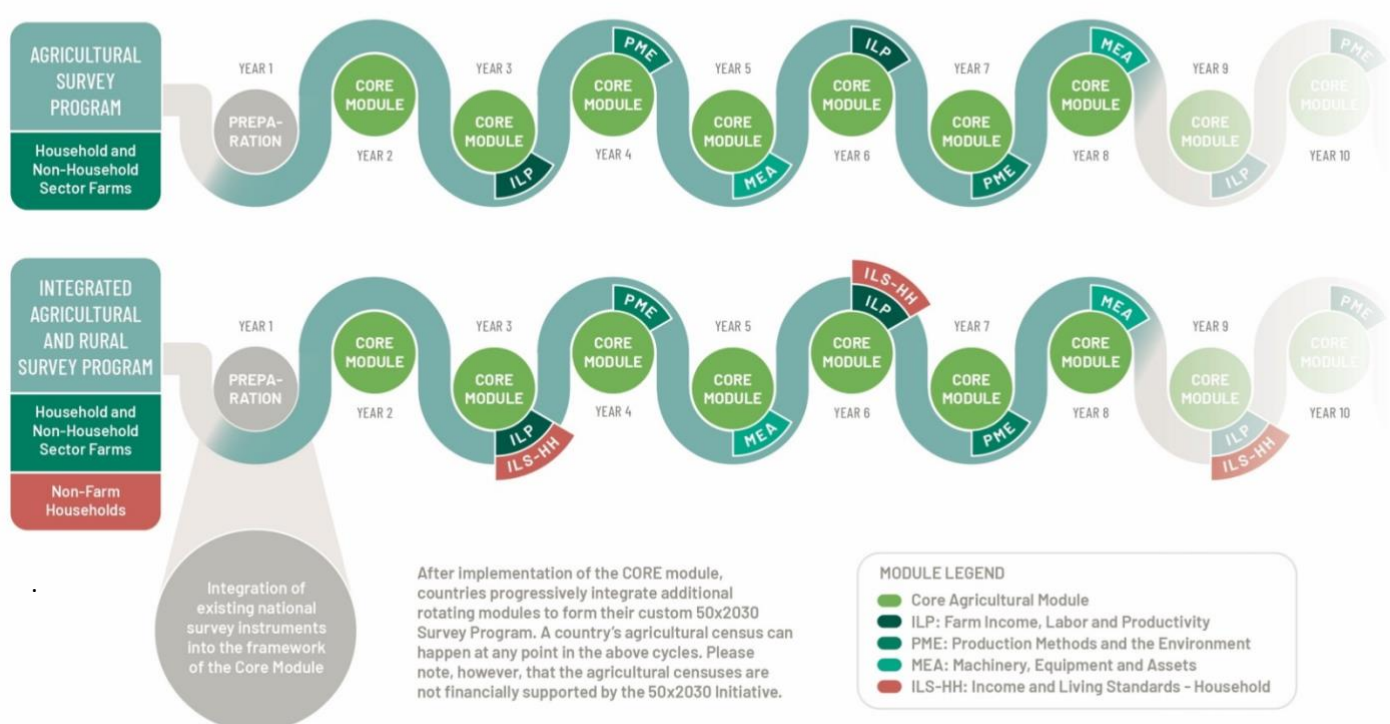 AGRICULTURAL
SURVEY
PROGRAM
Household and
Non-Household
Sector Farms
YEAR 1
PREPA-
RATION
CORE
MODULE
YEAR 2
YEAR 3
CORE
MODULE
ILP
PME
CORE
MODULE
YEAR 4
YEAR 5
CORE
MODULE
MEA
ILP
CORE
MODULE
YEAR 6
YEAR 7
CORE
MODULE
PME
MEA
CORE
MODULE
YEAR 8
YEAR 9
CORE
MODULE
ILP
PME
CORE
MODULE
YEAR 10
INTEGRATED
AGRICULTURAL
AND RURAL
SURVEY PROGRAM
Household and
Non-Household
Sector Farms
Non-Farm
Households
YEAR 1
PREPA-
RATION
CORE
MODULE
YEAR 2
YEAR 3
CORE
MODULE
ILP
ILS-HH
PME
CORE
MODULE
YEAR 4
YEAR 5
CORE
MODULE
MEA
ILS-HH
ILP
CORE
MODULE
YEAR 6
YEAR 7
CORE
MODULE
PME
MEA
CORE
MODULE
YEAR 8
YEAR 9
CORE
MODULE
ILP
ILS-HH
PME
CORE
MODULE
YEAR 10
Integration of
existing national
survey instruments
into the framework
of the Core Module
After implementation of the CORE module,
countries progressively integrate additional
rotating modules to form their custom 50x2030
Survey Program. A country's agricultural census can
happen at any point in the above cycles. Please
note, however, that the agricultural censuses are
not financially supported by the 50x2030 Initiative.
MODULE LEGEND
Core Agricultural Module
ILP: Farm Income, Labor and Productivity
PME: Production Methods and the Environment
MEA: Machinery, Equipment and Assets
ILS-HH: Income and Living Standards - Household
.